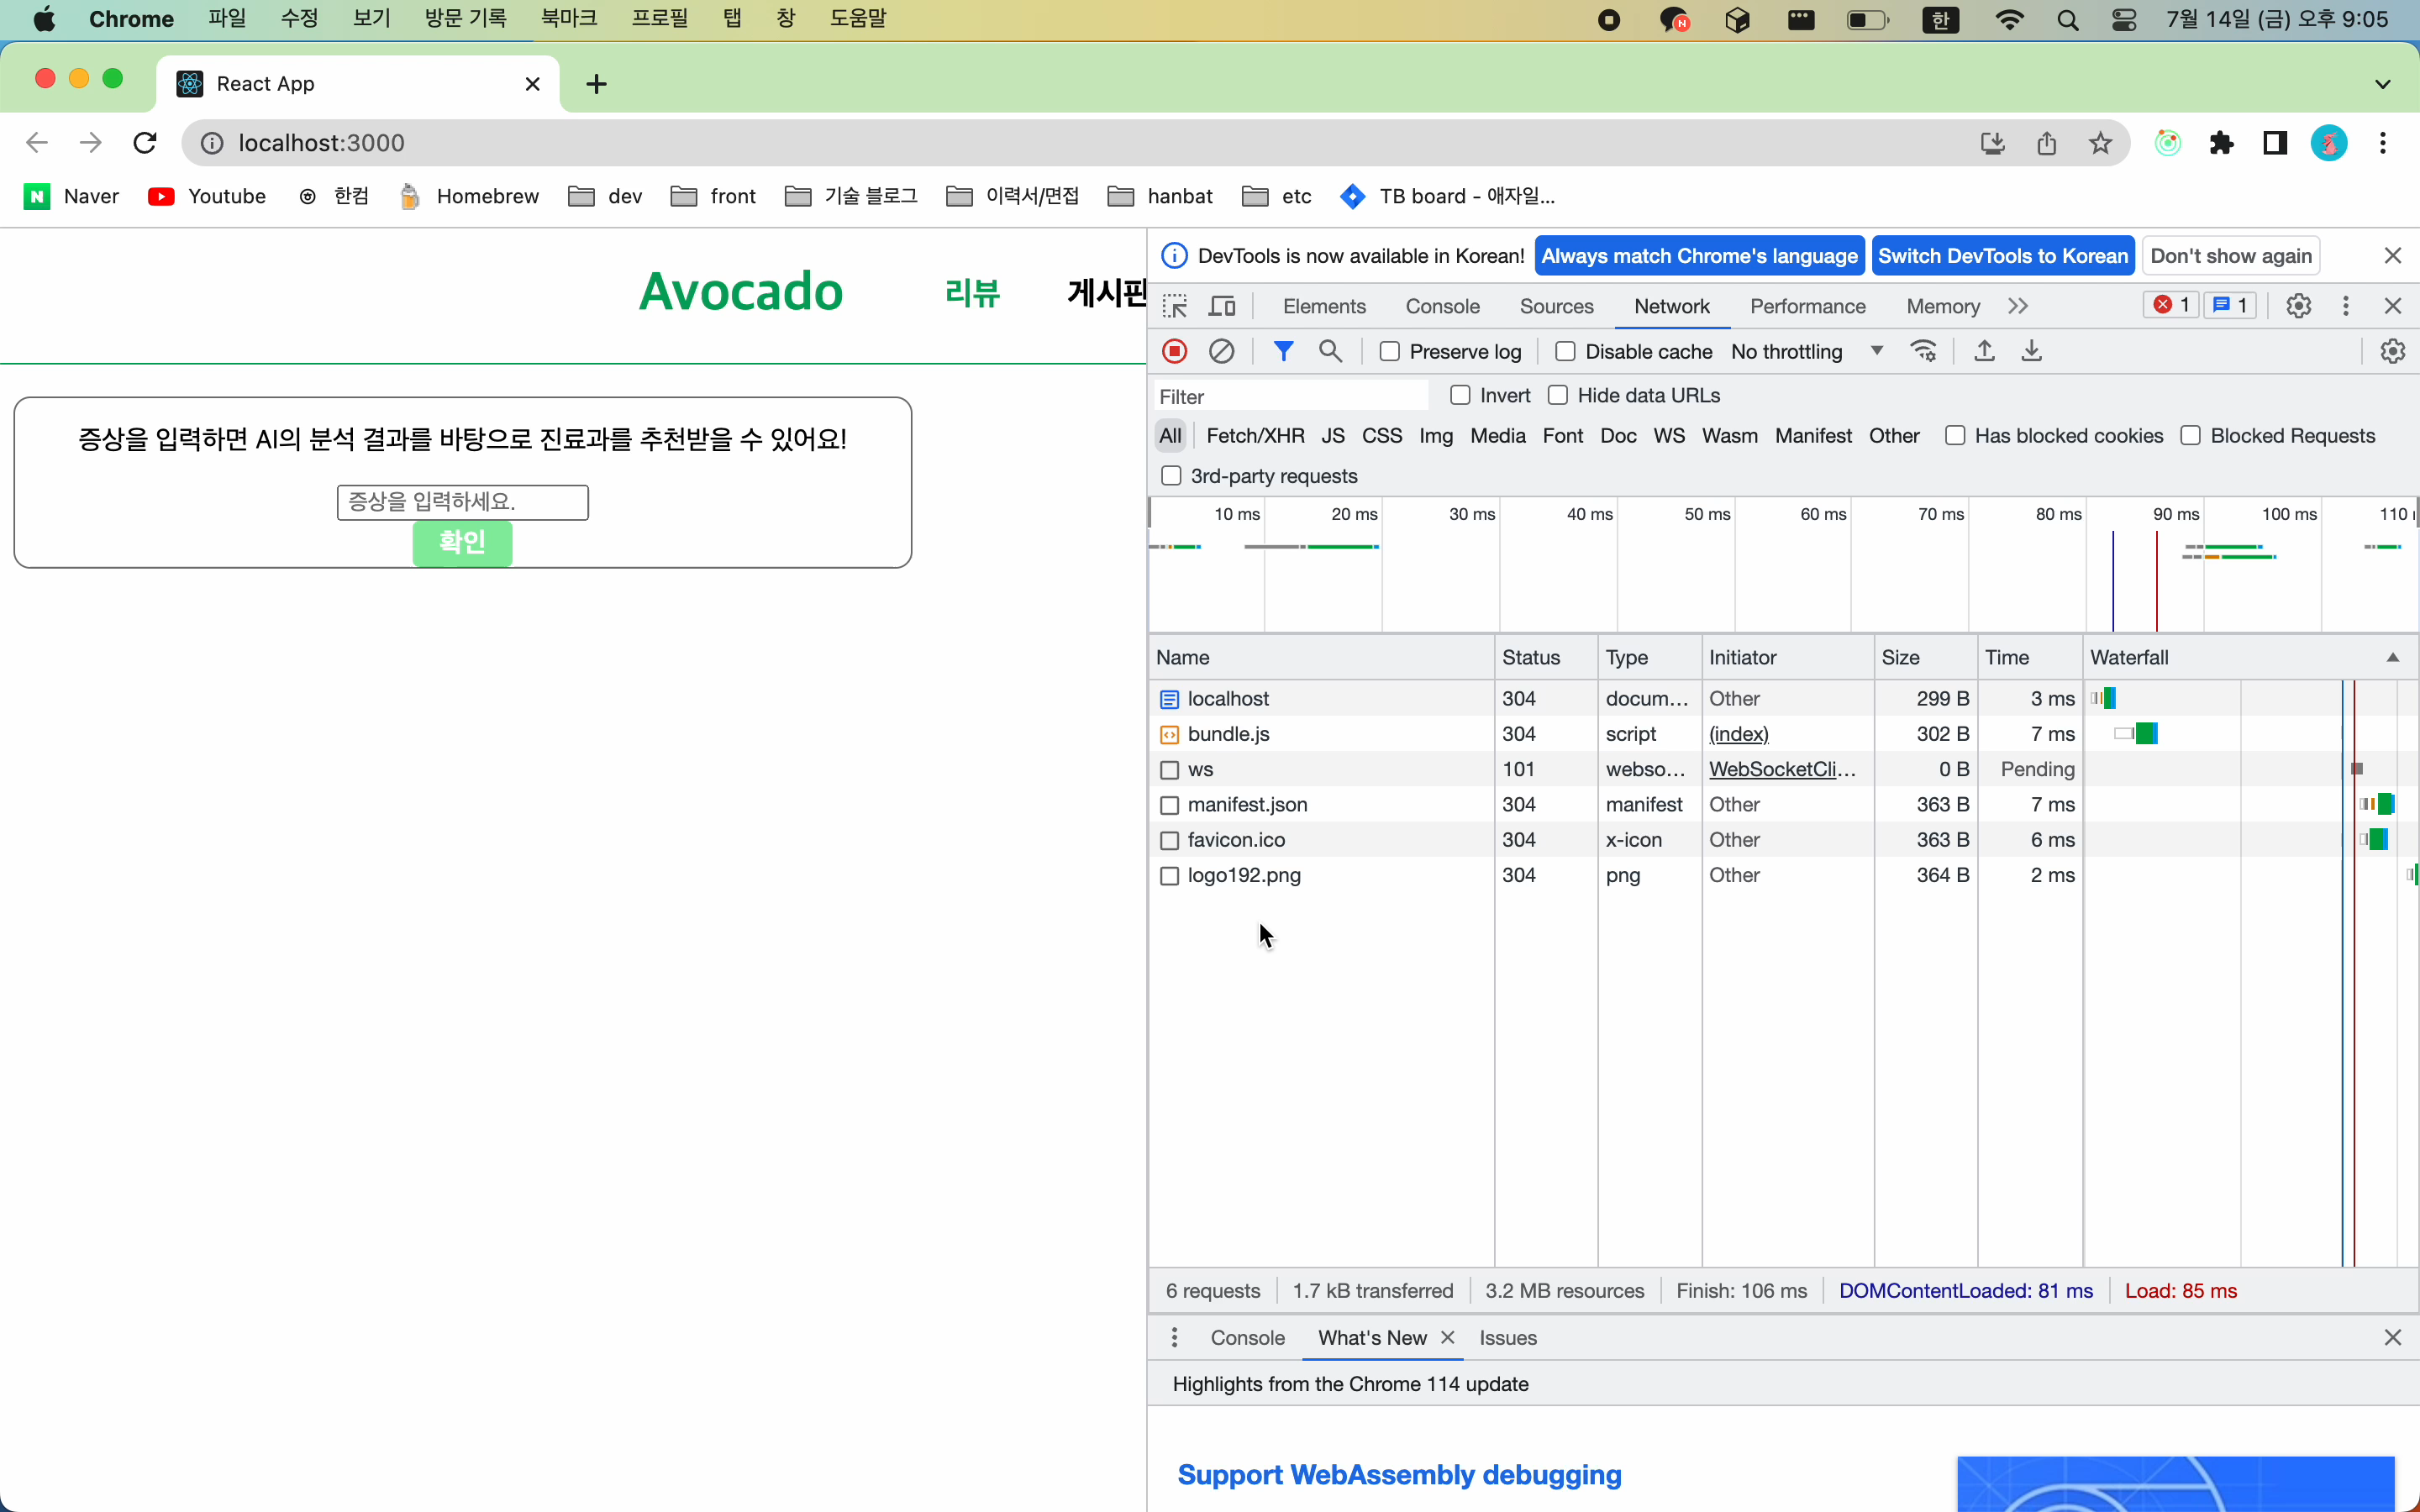 Chrome 파일 수정 보기 방문 기록 북마크 프로필 탭 창 도움말 N 한 7월 14일 (금) 오후 9:05
React App
localhost:3000
N Naver Youtube 한컴 Homebrew dev front 기술 블로그 이력서/면접 hanbat etc TB board - 애자일...
Avocado 리뷰 게시판
증상을 입력하면 AI의 분석 결과를 바탕으로 진료과를 추천받을 수 있어요!
증상을 입력하세요.
확인
DevTools is now available in Korean! Always match Chrome's language Switch DevTools to Korean Don't show again
Elements Console Sources Network Performance Memory 1 1
Preserve log Disable cache No throttling
Filter Invert Hide data URLs
All Fetch/XHR JS CSS Img Media Font Doc WS Wasm Manifest Other Has blocked cookies Blocked Requests
3rd-party requests
10 ms 20 ms 30 ms 40 ms 50 ms 60 ms 70 ms 80 ms 90 ms 100 ms 110
Name Status Type Initiator Size Time Waterfall
localhost 304 docum... Other 299 B 3 ms
bundle.js 304 script (index) 302 B 7 ms
ws 101 webso... WebSocketCli... 0 B Pending
manifest.json 304 manifest Other 363 B 7 ms
favicon.ico 304 x-icon Other 363 B 6 ms
logo192.png 304 png Other 364 B 2 ms
6 requests 1.7 kB transferred 3.2 MB resources Finish: 106 ms DOMContentLoaded: 81 ms Load: 85 ms
Console What's New Issues
Highlights from the Chrome 114 update
Support WebAssembly debugging